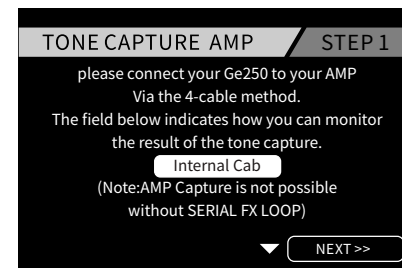 TONE CAPTURE AMP STEP 1
please connect your Ge250 to your AMP
Via the 4-cable method.
The field below indicates how you can monitor
the result of the tone capture.
Internal Cab
(Note:AMP Capture is not possible
without SERIAL FX LOOP)
NEXT >>